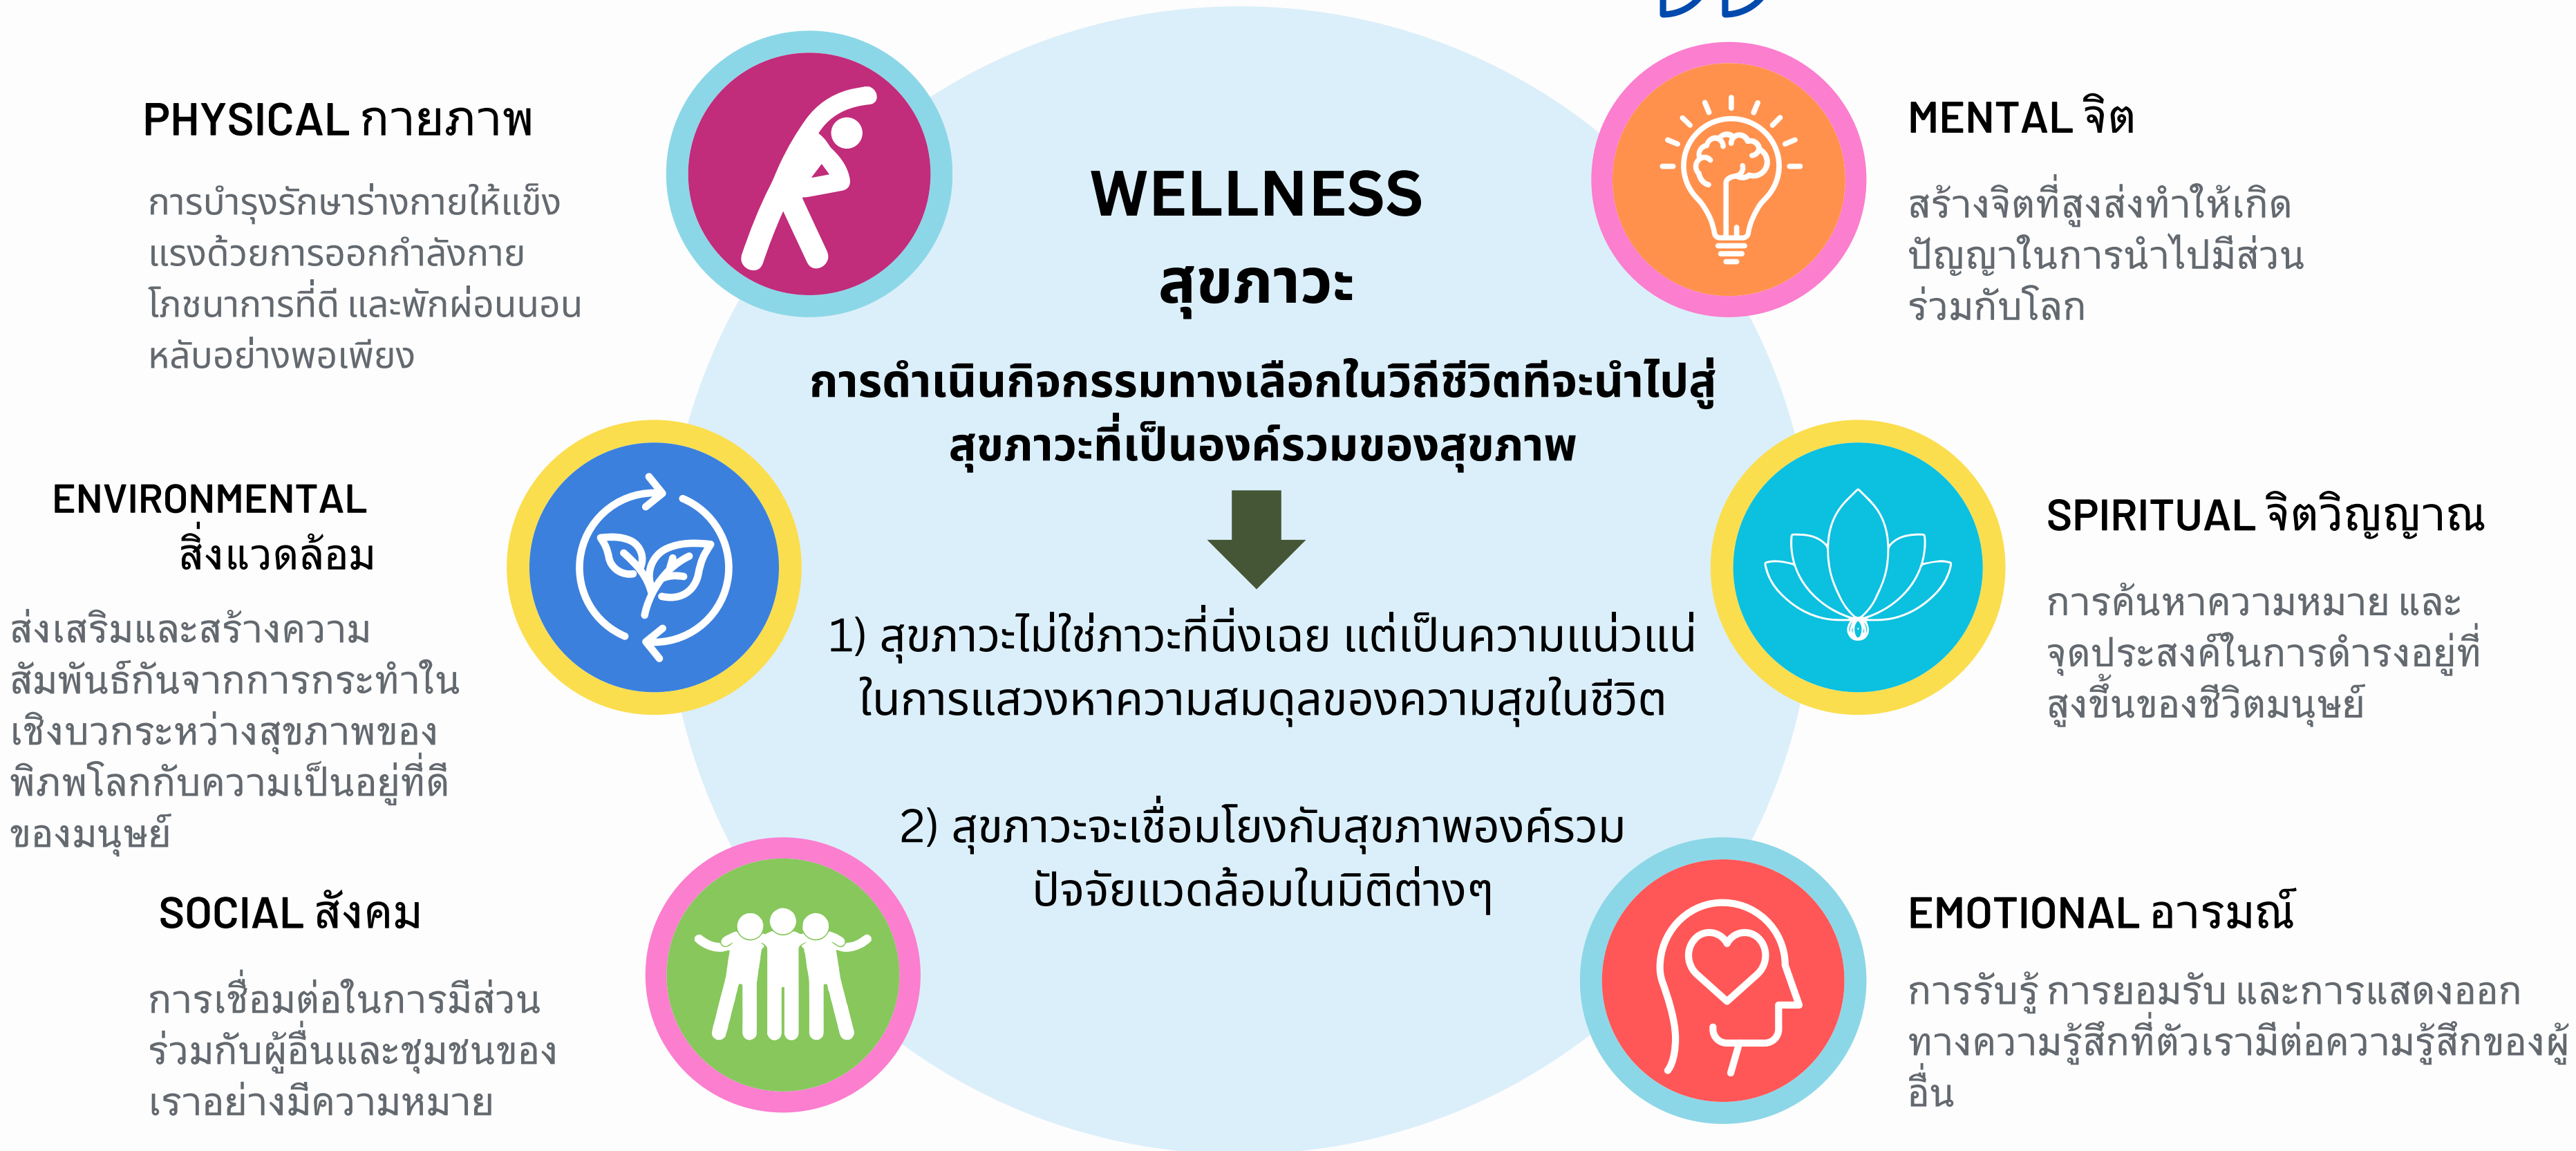 PHYSICAL กายภาพ
การบำรุงรักษาร่างกายให้แข็ง
แรงด้วยการออกกำลังกาย
โภชนาการที่ดี และพักผ่อนนอน
หลับอย่างพอเพียง
ENVIRONMENTAL
สิ่งแวดล้อม
ส่งเสริมและสร้างความ
สัมพันธ์กันจากการกระทำใน
เชิงบวกระหว่างสุขภาพของ
พิภพโลกกับความเป็นอยู่ที่ดี
ของมนุษย์
SOCIAL สังคม
การเชื่อมต่อในการมีส่วน
ร่วมกับผู้อื่นและชุมชนของ
เราอย่างมีความหมาย
WELLNESS
สุขภาวะ
การดำเนินกิจกรรมทางเลือกในวิถีชีวิตทีจะนำไปสู่
สุขภาวะที่เป็นองค์รวมของสุขภาพ
1) สุขภาวะไม่ใช่ภาวะที่นิ่งเฉย แต่เป็นความแน่วแน่
ในการแสวงหาความสมดุลของความสุขในชีวิต
2) สุขภาวะจะเชื่อมโยงกับสุขภาพองค์รวม
ปัจจัยแวดล้อมในมิติต่างๆ
MENTAL จิต
สร้างจิตที่สูงส่งทำให้เกิด
ปัญญาในการนำไปมีส่วน
ร่วมกับโลก
SPIRITUAL จิตวิญญาณ
การค้นหาความหมาย และ
จุดประสงค์ในการดำรงอยู่ที่
สูงขึ้นของชีวิตมนุษย์
EMOTIONAL อารมณ์
การรับรู้ การยอมรับ และการแสดงออก
ทางความรู้สึกที่ตัวเรามีต่อความรู้สึกของผู้
อื่น